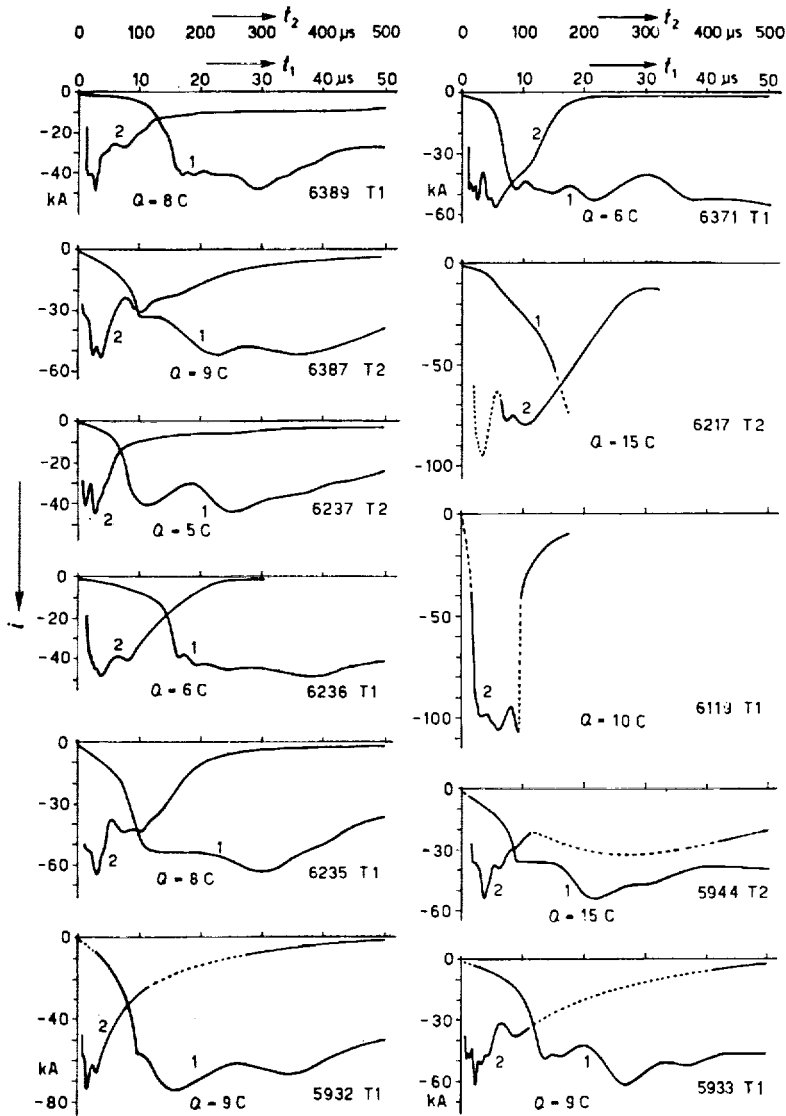 t₂
0 100 200 300 400 µs 500
t₁
0 10 20 30 40 µs 50
0
-20
-40
kA
2
1
Q = 8 C
6389 T1
0
-30
-60
2
1
Q = 9 C
6387 T2
0
-20
-40
2
1
Q = 5 C
6237 T2
i
0
-20
-40
2
1
Q = 6 C
6236 T1
0
-30
-60
2
1
Q = 8 C
6235 T1
0
-40
kA
-80
2
1
Q = 9 C
5932 T1
t₂
0 100 200 300 400 µs 500
t₁
0 10 20 30 40 µs 50
0
-30
kA
-60
2
1
Q = 6 C
6371 T1
0
-50
-100
1
2
Q = 15 C
6217 T2
0
-50
-100
2
Q = 10 C
6119 T1
0
-30
-60
2
1
Q = 15 C
5944 T2
0
-30
-60
kA
2
1
Q = 9 C
5933 T1